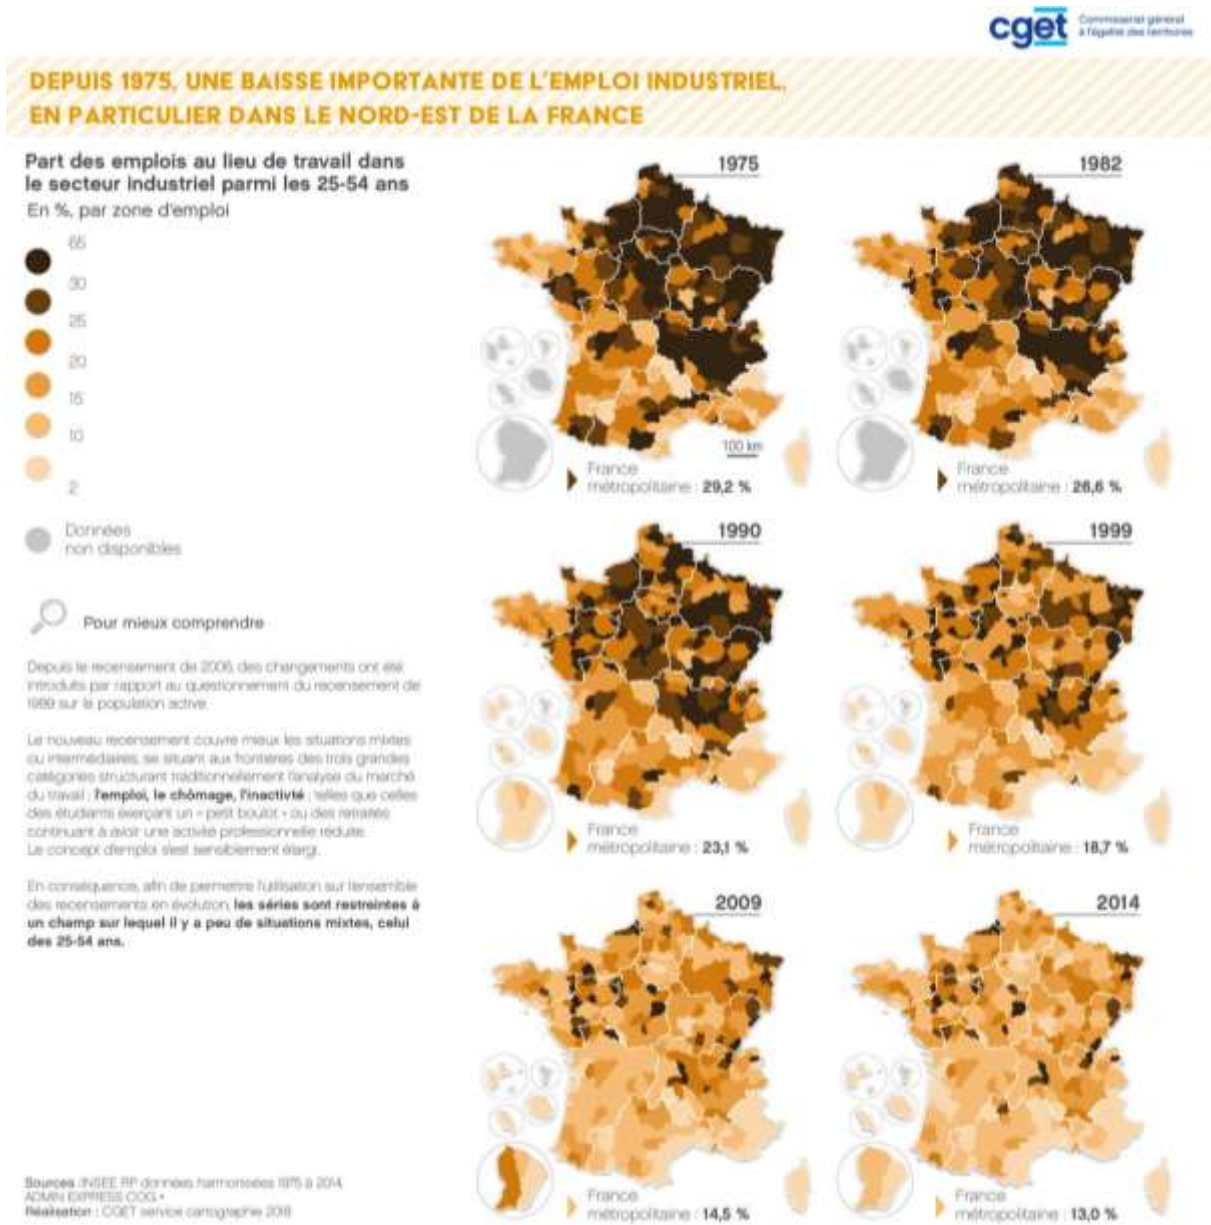 cget
Commissariat général
à l'égalité des territoires
DEPUIS 1975, UNE BAISSE IMPORTANTE DE L'EMPLOI INDUSTRIEL,
EN PARTICULIER DANS LE NORD-EST DE LA FRANCE
Part des emplois au lieu de travail dans
le secteur industriel parmi les 25-54 ans
En %, par zone d'emploi
65
30
25
20
15
10
2
Données
non disponibles
Pour mieux comprendre
Depuis le recensement de 2006, des changements ont été
introduits par rapport au questionnement du recensement de
1999 sur la population active.
Le nouveau recensement couvre mieux les situations mixtes
ou intermédiaires, se situant aux frontières des trois grandes
catégories structurant traditionnellement l'analyse du marché
du travail : l'emploi, le chômage, l'inactivté ; telles que celles
des étudiants exerçant un « petit boulot » ou des retraités
continuant à avoir une activité professionnelle réduite.
Le concept d'emploi s'est sensiblement élargi.
En conséquence, afin de permettre l'utilisation sur l'ensemble
des recensements en évolution, les séries sont restreintes à
un champ sur lequel il y a peu de situations mixtes, celui
des 25-54 ans.
Sources : INSEE RP données harmonisées 1975 à 2014,
ADMIN EXPRESS COG •
Réalisation : CGET service cartographie 2018
1975
100 km
France
métropolitaine : 29,2 %
1982
France
métropolitaine : 26,6 %
1990
France
métropolitaine : 23,1 %
1999
France
métropolitaine : 18,7 %
2009
France
métropolitaine : 14,5 %
2014
France
métropolitaine : 13,0 %